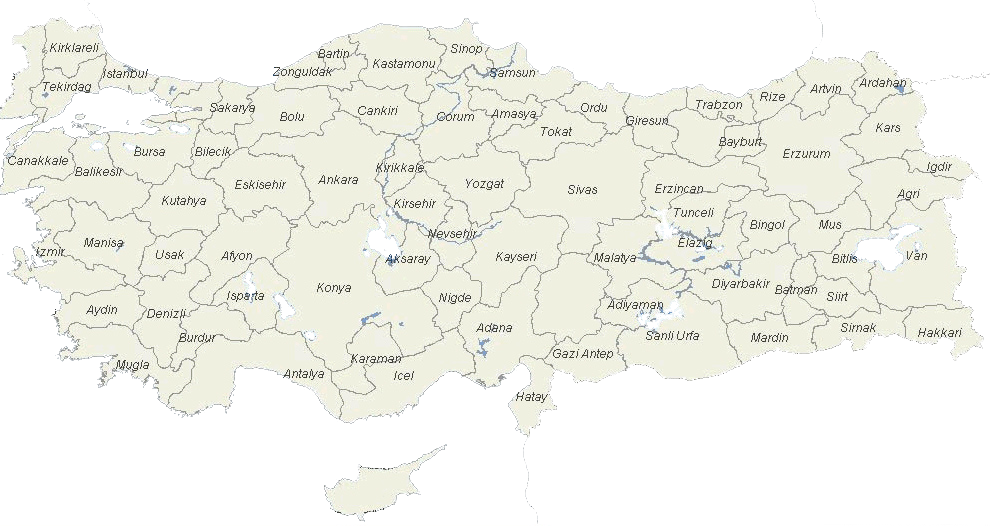 Kirklareli
Sinop
Bartin
Kastamonu
Istanbul
Zonguldak
Samsun
Tekirdag
Ardahan
Artvin
Rize
Sakarya
Cankiri
Ordu
Trabzon
Bolu
Corum
Amasya
Giresun
Kars
Tokat
Bayburt
Bursa
Bilecik
Erzurum
Canakkale
Balikesir
Kirikkale
Igdir
Ankara
Eskisehir
Yozgat
Sivas
Erzincan
Agri
Kutahya
Kirsehir
Tunceli
Bingol
Mus
Nevsehir
Manisa
Elazig
Izmir
Usak
Afyon
Kayseri
Van
Aksaray
Malatya
Bitlis
Konya
Diyarbakir
Batman
Isparta
Nigde
Siirt
Adiyaman
Aydin
Denizli
Adana
Sirnak
Hakkari
Burdur
Sanli Urfa
Mardin
Mugla
Karaman
Gazi Antep
Antalya
Icel
Hatay